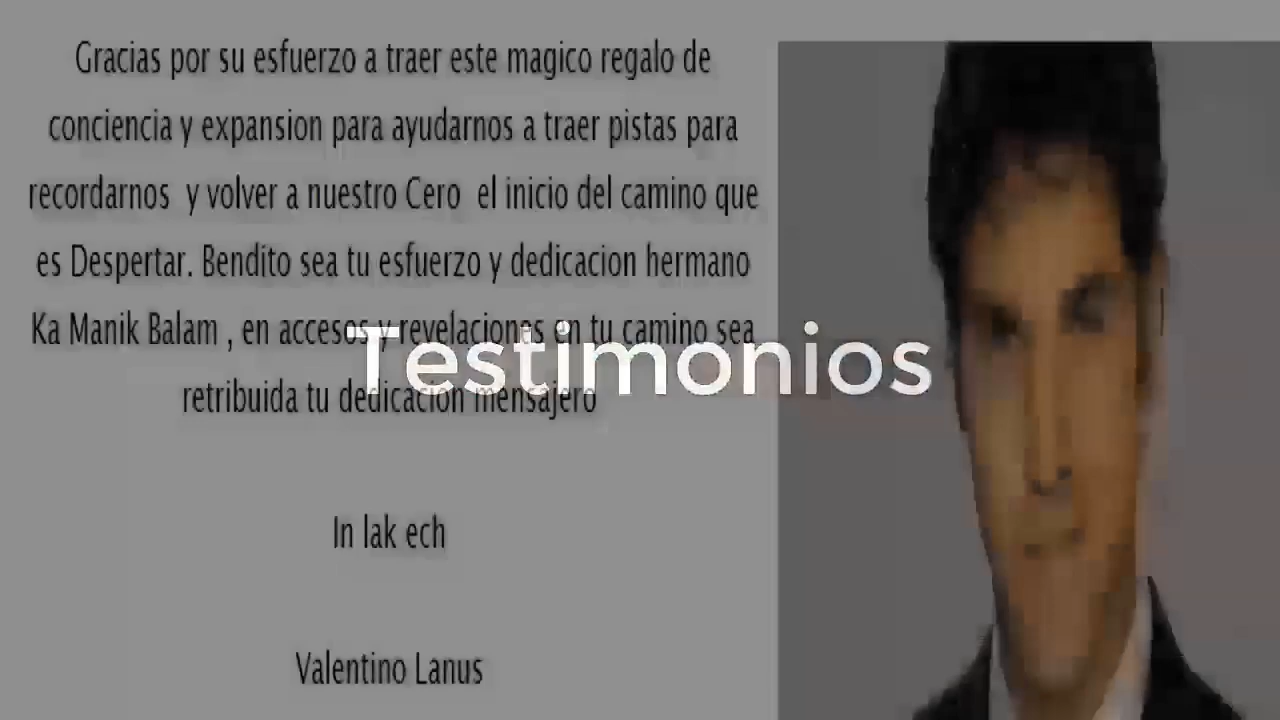 Gracias por su esfuerzo a traer este magico regalo de
conciencia y expansion para ayudarnos a traer pistas para
recordarnos y volver a nuestro Cero el inicio del camino que
es Despertar. Bendito sea tu esfuerzo y dedicacion hermano
Ka Manik Balam , en accesos y revelaciones en tu camino sea
Testimonios
retribuida tu dedicacion mensajero
In lak ech
Valentino Lanus